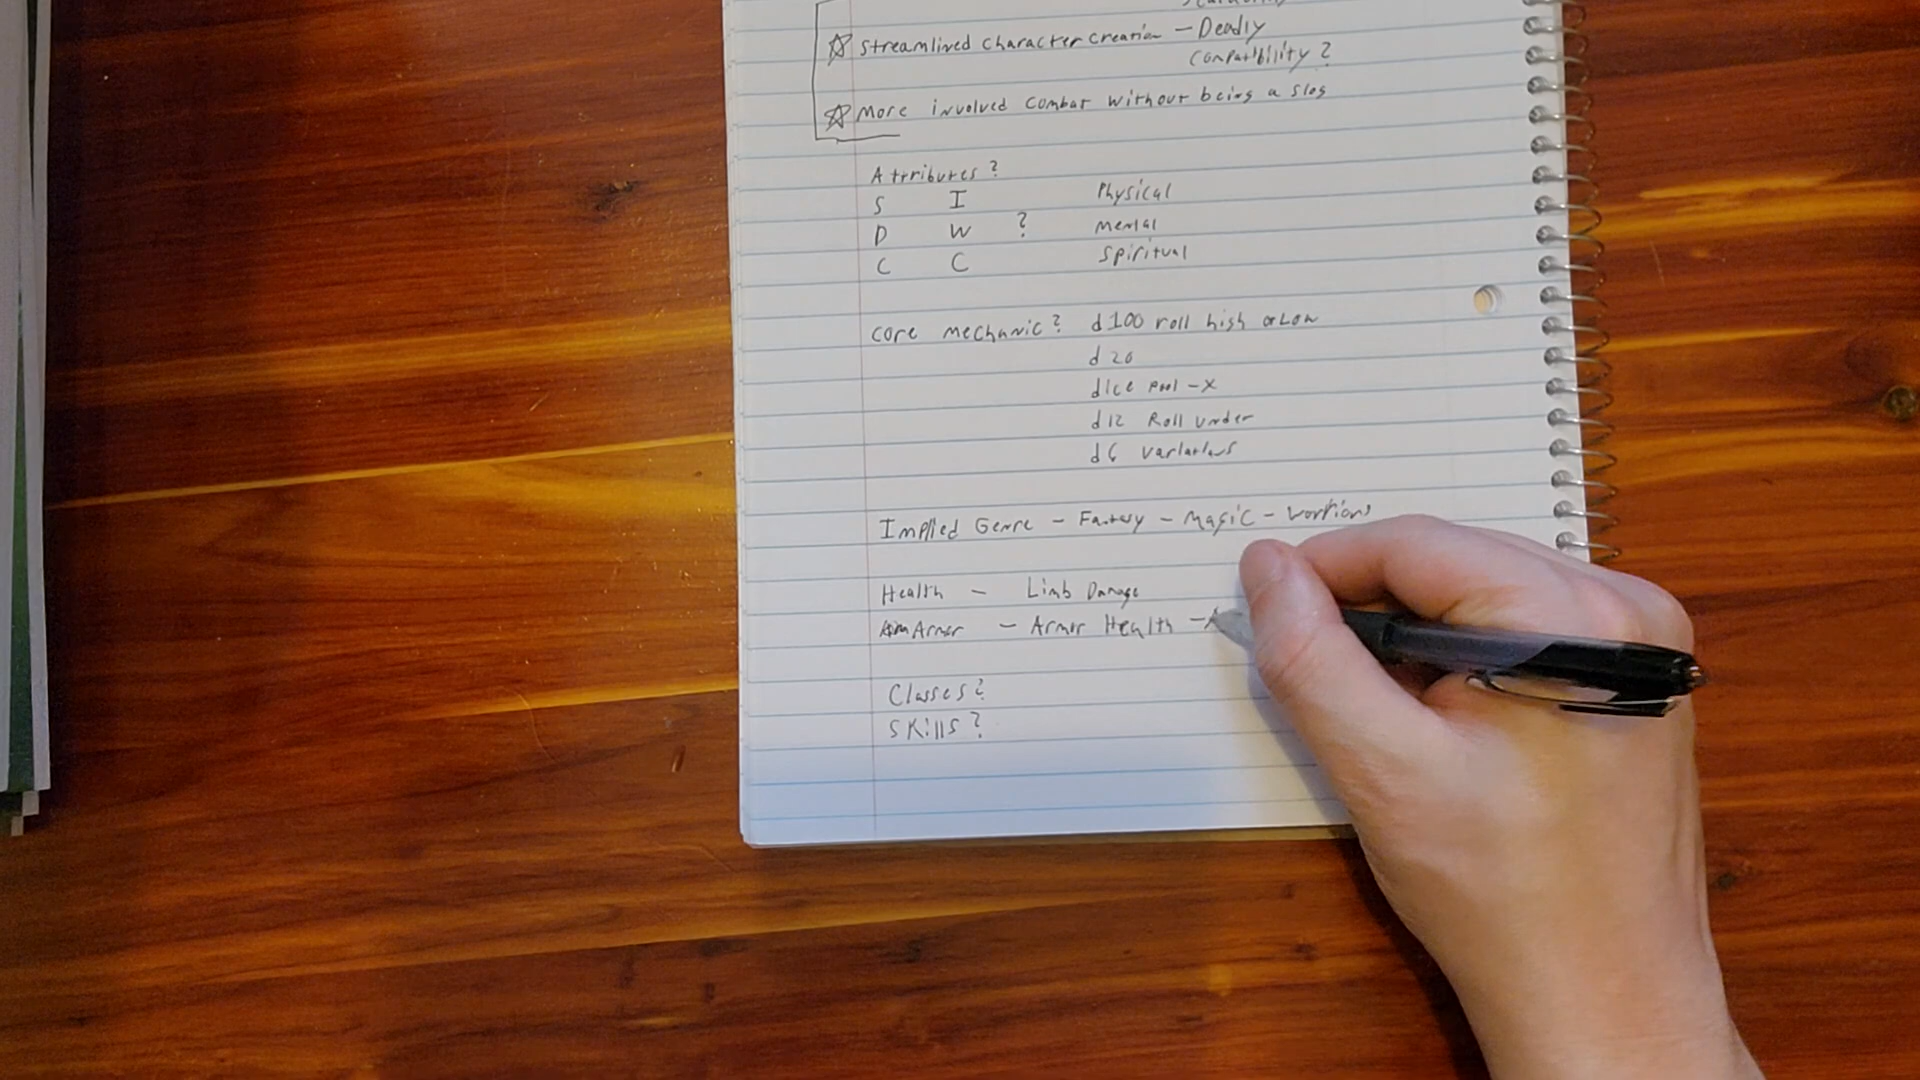 ☆ Streamlined character creation - Deadly
Compatibility?
☆ More involved combat without being a slog
Attributes?
S I Physical
D W ? Mental
C C Spiritual
Core mechanic? d100 roll high or Low
d20
dice pool - X
d12 Roll under
d6 variations
Implied Genre - Fantasy - Magic -
Health - Limb Damage
Armor - Armor Health -
Classes?
Skills?